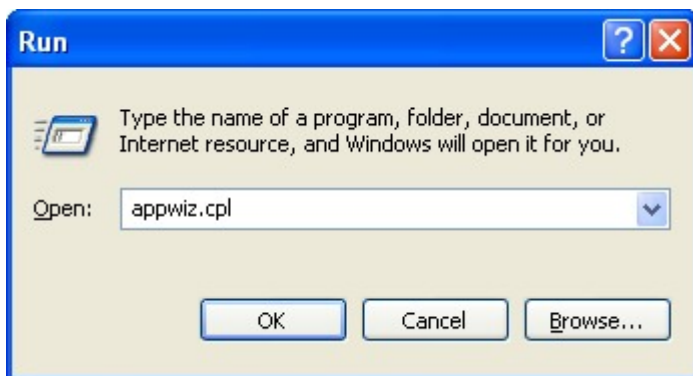 Run
Type the name of a program, folder, document, or
Internet resource, and Windows will open it for you.
Open: appwiz.cpl
OK Cancel Browse...